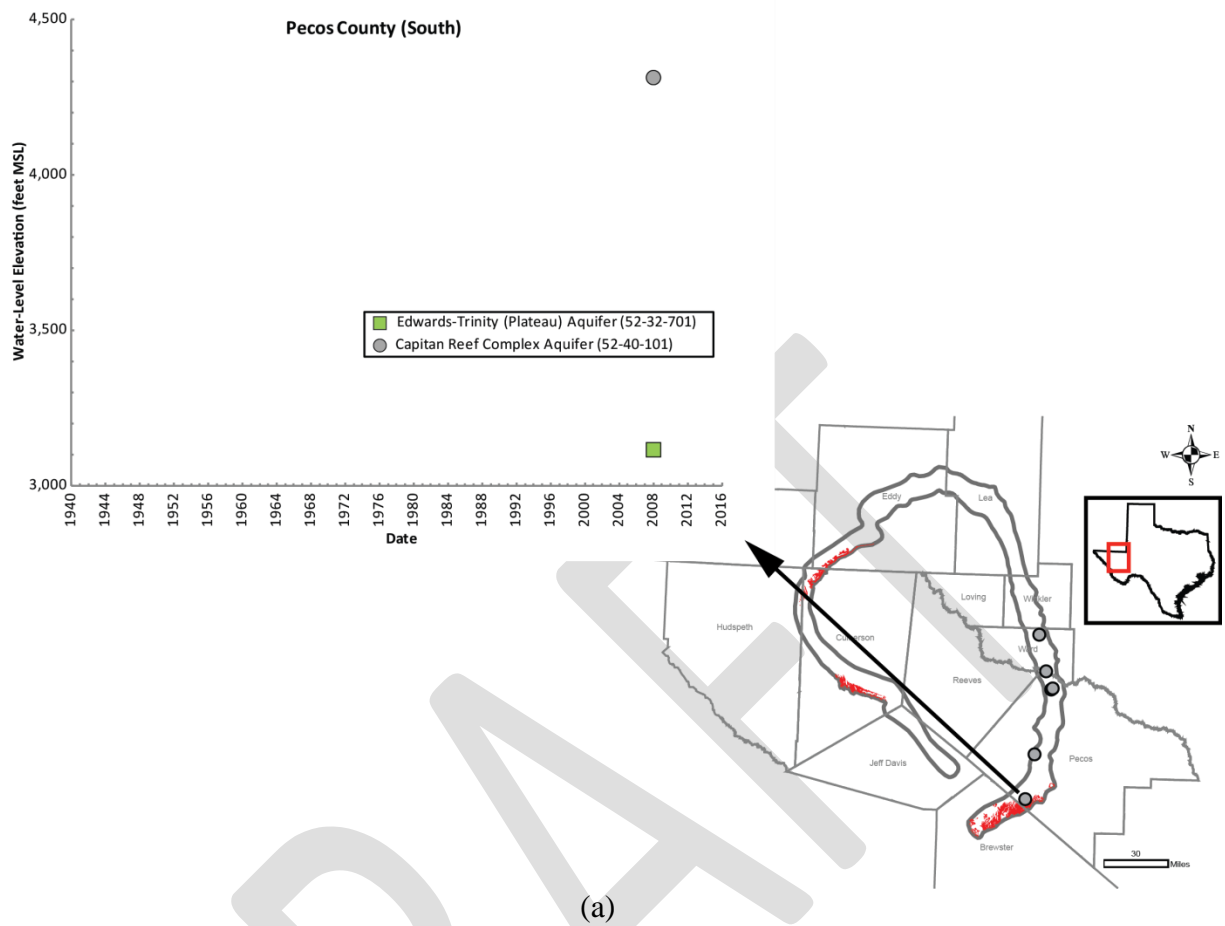 Pecos County (South)
4,500
4,000
3,500
3,000
Water-Level Elevation (feet MSL)
Edwards-Trinity (Plateau) Aquifer (52-32-701)
Capitan Reef Complex Aquifer (52-40-101)
1940
1944
1948
1952
1956
1960
1964
1968
1972
1976
1980
1984
1988
1992
1996
2000
2004
2008
2012
2016
Date
N
W
E
S
Eddy
Lea
Loving
Winkler
Hudspeth
Culberson
Ward
Reeves
Jeff Davis
Pecos
Brewster
30
Miles
(a)